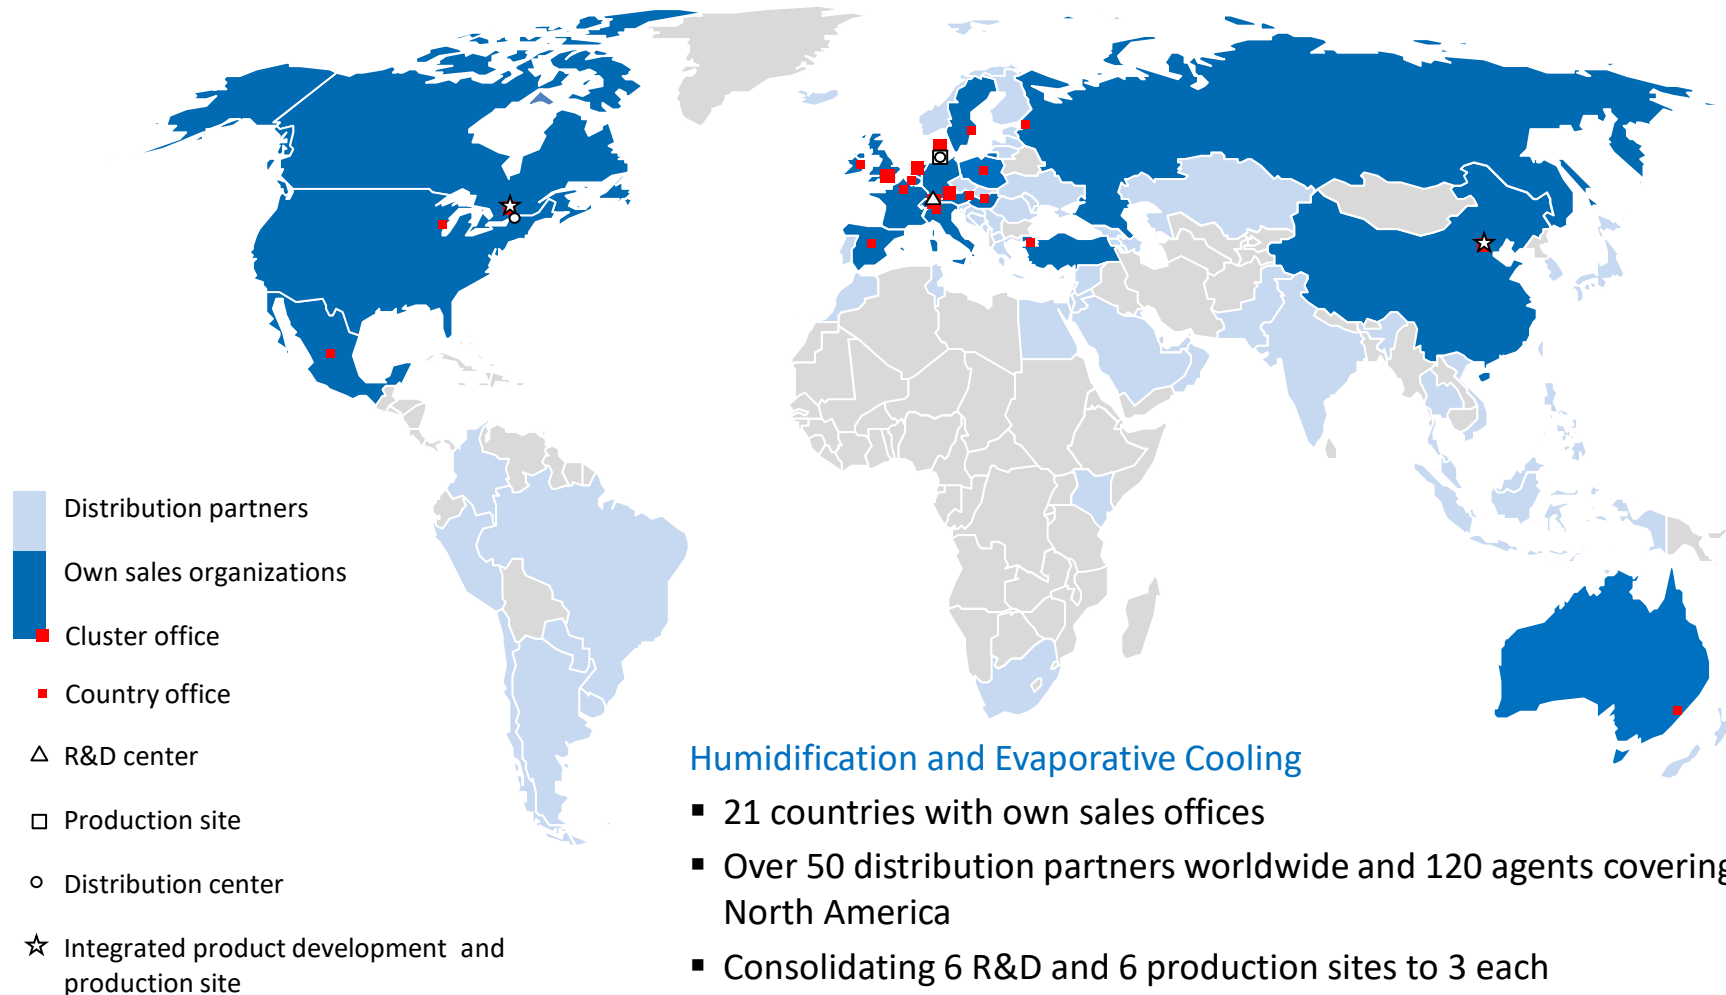 Distribution partners
Own sales organizations
Cluster office
Country office
R&D center
Production site
Distribution center
Integrated product development and
production site
Humidification and Evaporative Cooling
▪ 21 countries with own sales offices
▪ Over 50 distribution partners worldwide and 120 agents covering
North America
▪ Consolidating 6 R&D and 6 production sites to 3 each